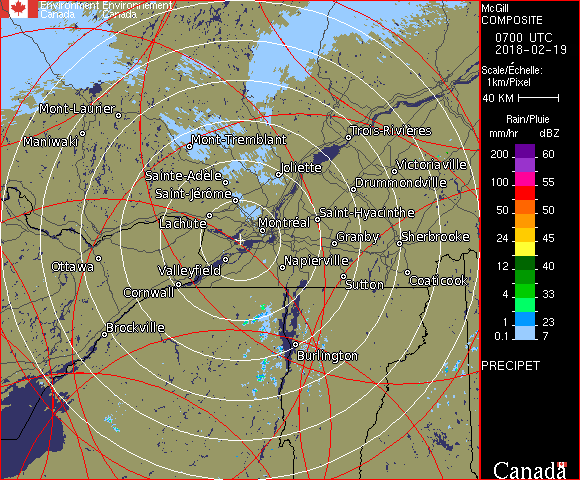 Environment Environnement
Canada Canada
McGill
COMPOSITE
0700 UTC
2018-02-19
Scale/Échelle:
1km/Pixel
40 KM
Rain/Pluie
mm/hr dBZ
200 60
100 55
50 50
24 45
12 40
4 33
1 23
0.1 7
PRECIPET
Canada
Mont-Laurier
Trois-Rivières
Maniwaki
Mont-Tremblant
Victoriaville
Joliette
Sainte-Adèle
Drummondville
Saint-Jérôme
Saint-Hyacinthe
Lachute
Montréal
Granby
Sherbrooke
Ottawa
Valleyfield
Napierville
Coaticook
Sutton
Cornwall
Brockville
Burlington